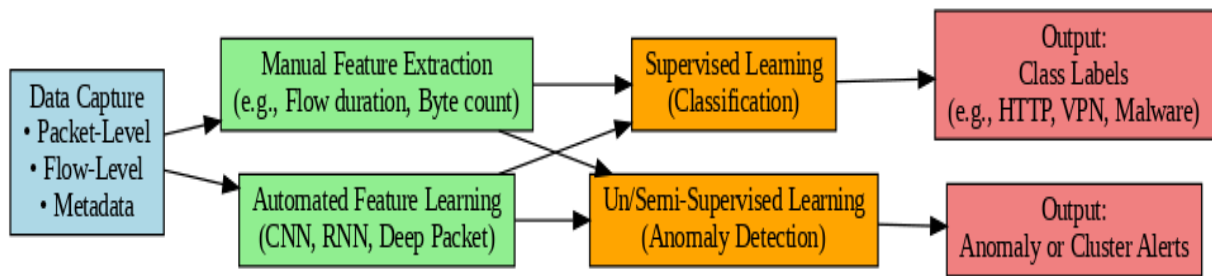 Data Capture
• Packet-Level
• Flow-Level
• Metadata
Manual Feature Extraction
(e.g., Flow duration, Byte count)
Automated Feature Learning
(CNN, RNN, Deep Packet)
Supervised Learning
(Classification)
Un/Semi-Supervised Learning
(Anomaly Detection)
Output:
Class Labels
(e.g., HTTP, VPN, Malware)
Output:
Anomaly or Cluster Alerts